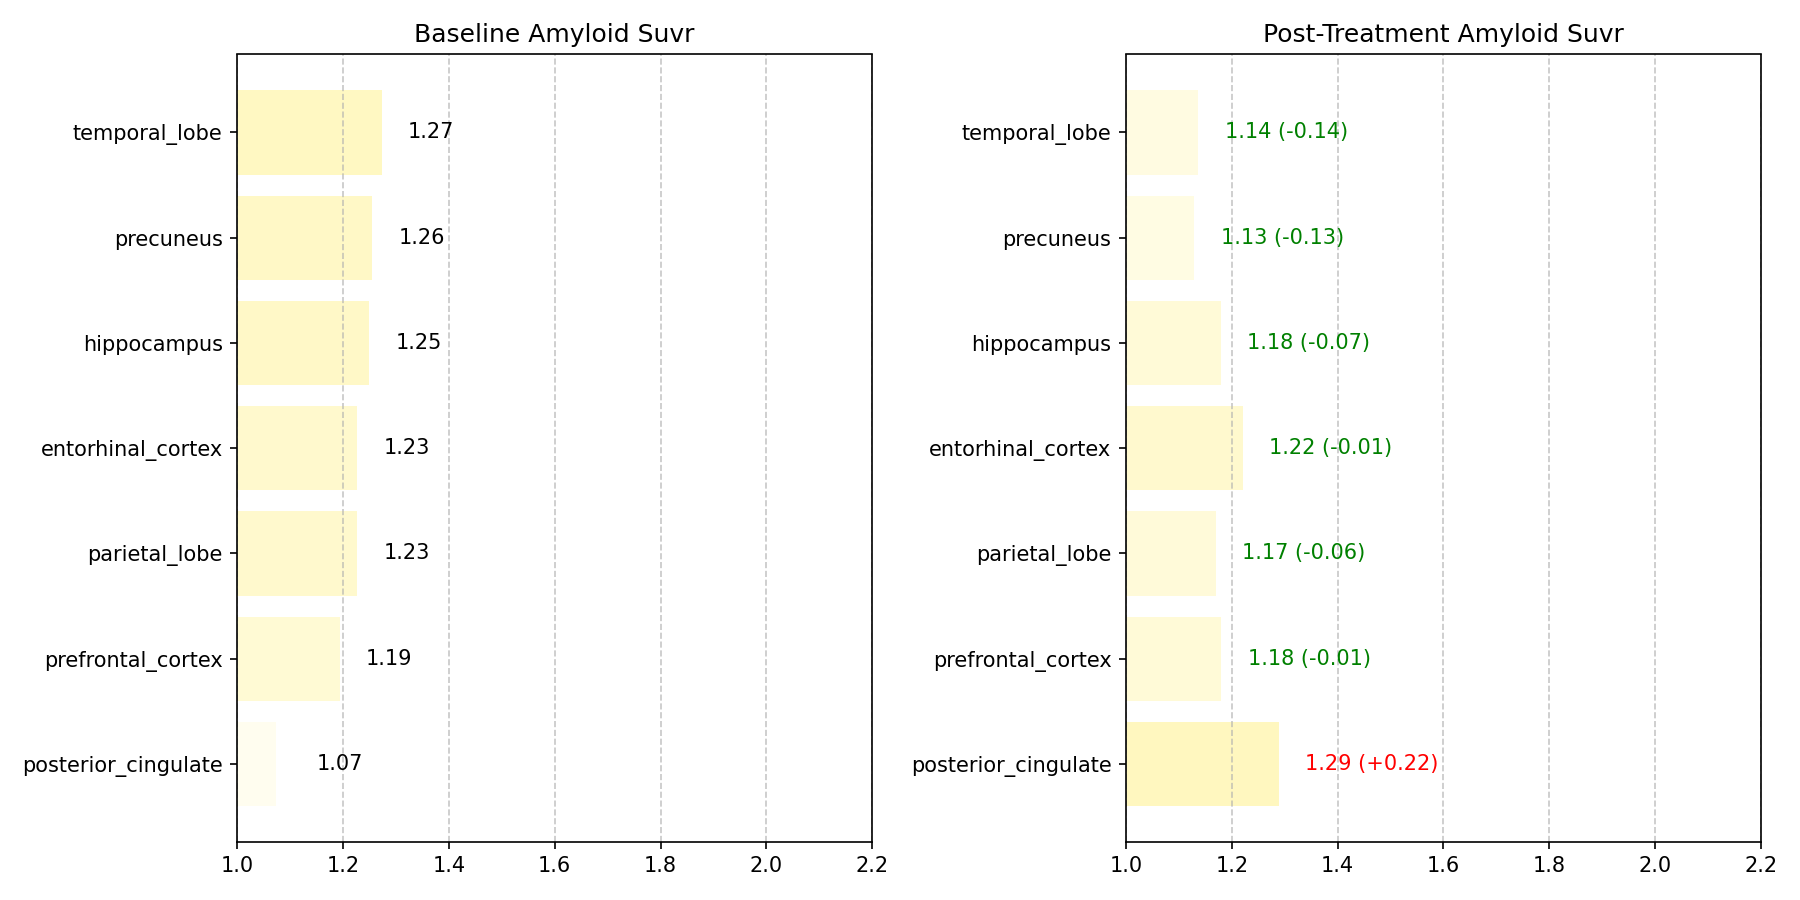 Baseline Amyloid Suvr
temporal_lobe
1.27
precuneus
1.26
hippocampus
1.25
entorhinal_cortex
1.23
parietal_lobe
1.23
prefrontal_cortex
1.19
posterior_cingulate
1.07
1.0 1.2 1.4 1.6 1.8 2.0 2.2
Post-Treatment Amyloid Suvr
temporal_lobe
1.14 (-0.14)
precuneus
1.13 (-0.13)
hippocampus
1.18 (-0.07)
entorhinal_cortex
1.22 (-0.01)
parietal_lobe
1.17 (-0.06)
prefrontal_cortex
1.18 (-0.01)
posterior_cingulate
1.29 (+0.22)
1.0 1.2 1.4 1.6 1.8 2.0 2.2